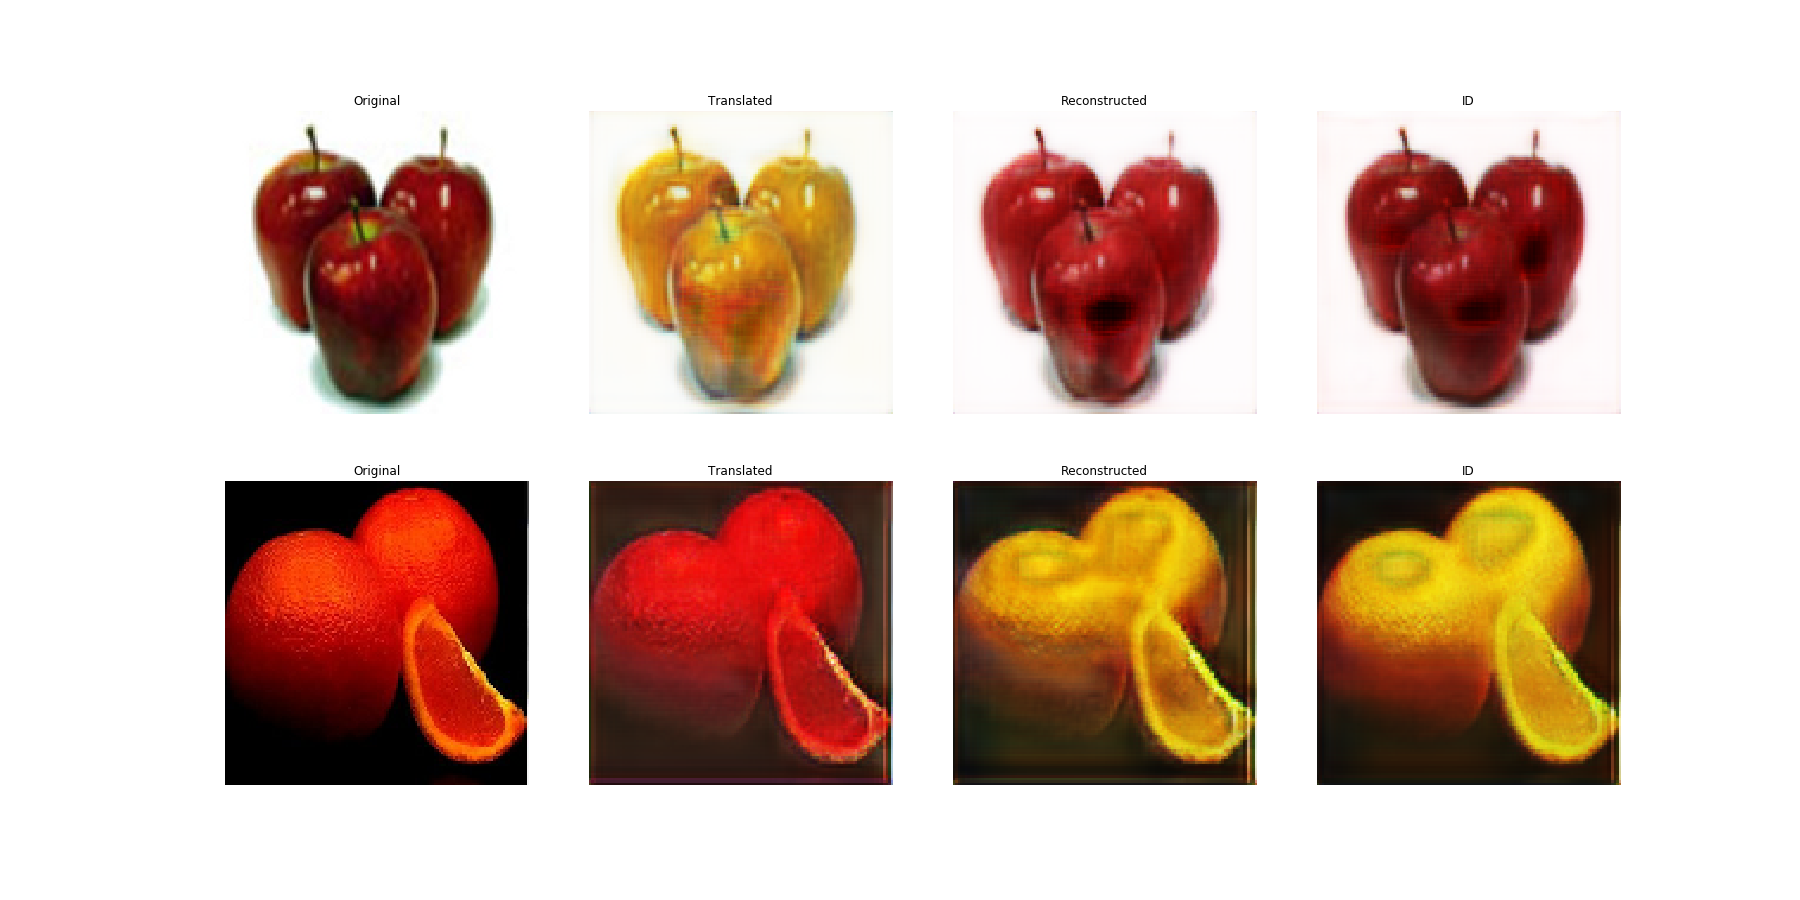 Original
Translated
Reconstructed
ID
Original
Translated
Reconstructed
ID